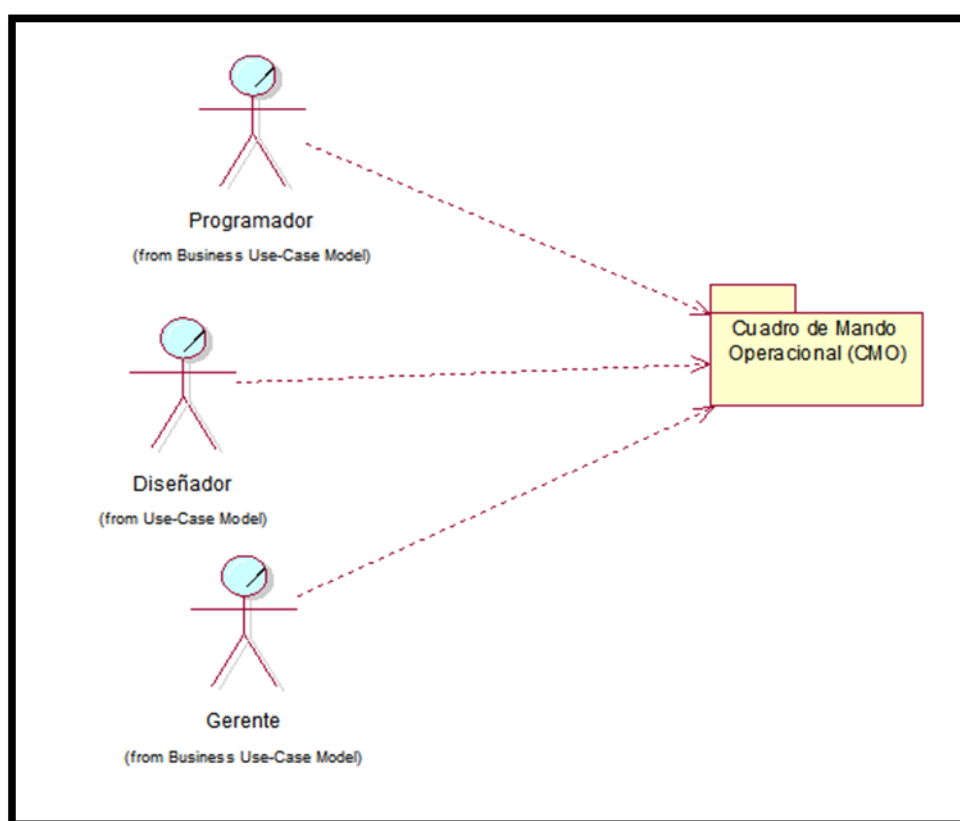 Programador
(from Business Use-Case Model)
Cuadro de Mando
Operacional (CMO)
Diseñador
(from Use-Case Model)
Gerente
(from Business Use-Case Model)